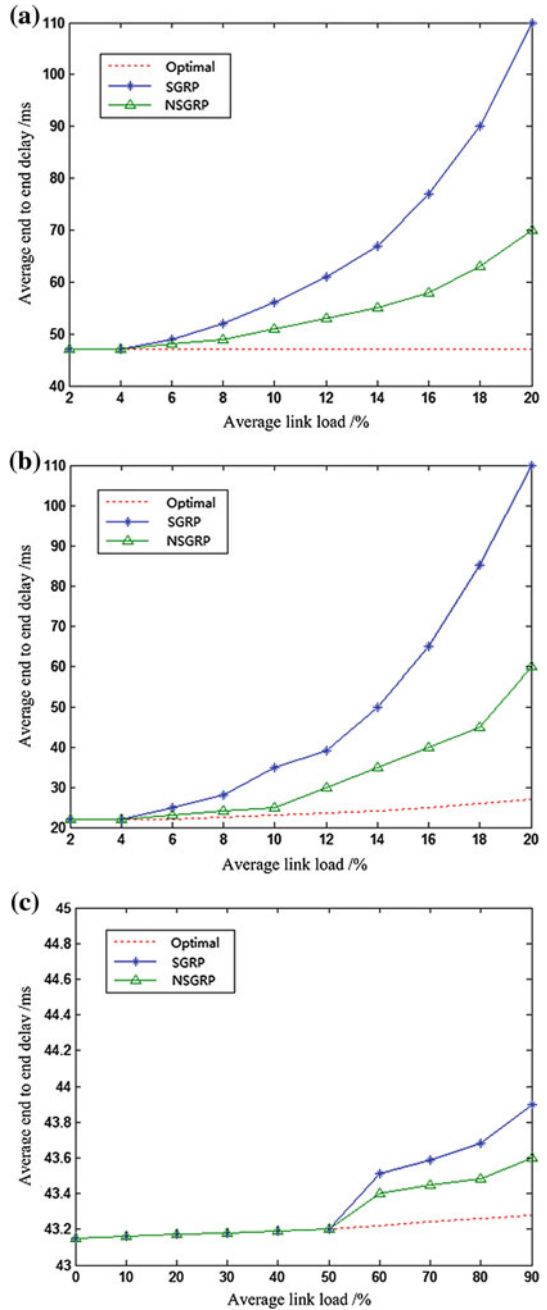 (a)
110
100
90
80
70
60
50
40
Average end to end delay /ms
Optimal
SGRP
NSGRP
2 4 6 8 10 12 14 16 18 20
Average link load /%
(b)
110
100
90
80
70
60
50
40
30
20
Average end to end delay /ms
Optimal
SGRP
NSGRP
2 4 6 8 10 12 14 16 18 20
Average link load /%
(c)
45
44.8
44.6
44.4
44.2
44
43.8
43.6
43.4
43.2
43
Average end to end delay /ms
Optimal
SGRP
NSGRP
0 10 20 30 40 50 60 70 80 90
Average link load /%